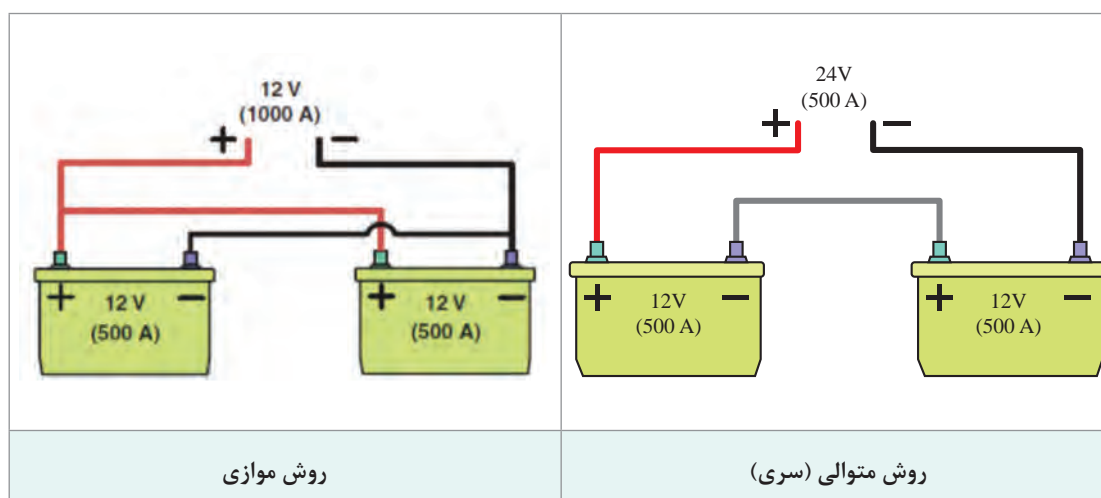 12 V
(1000 A)
+ −
+ 12 V −
(500 A)
+ 12 V −
(500 A)
روش موازی
24V
(500 A)
+ −
+ 12V −
(500 A)
+ 12V −
(500 A)
روش متوالی (سری)